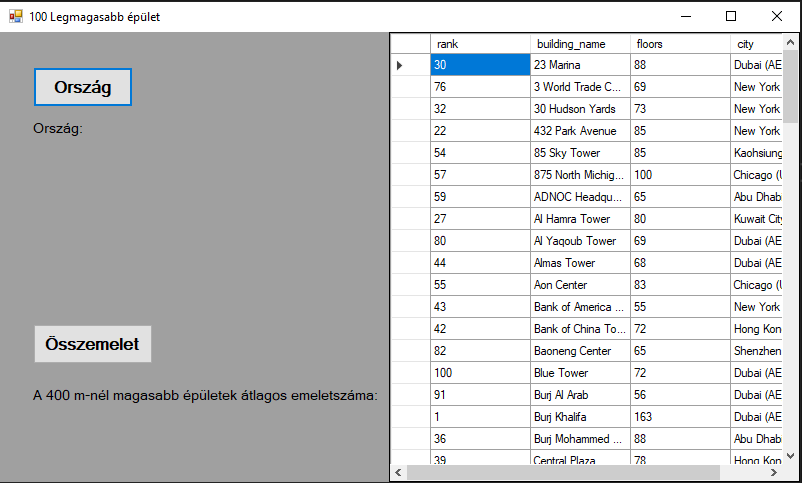 100 Legmagasabb épület
Ország
Ország:
Összemelet
A 400 m-nél magasabb épületek átlagos emeletszáma:
rank building_name floors city
30 23 Marina 88 Dubai (AE
76 3 World Trade C... 69 New York
32 30 Hudson Yards 73 New York
22 432 Park Avenue 85 New York
54 85 Sky Tower 85 Kaohsiung
57 875 North Michig... 100 Chicago (U
59 ADNOC Headqu... 65 Abu Dhab
27 Al Hamra Tower 80 Kuwait City
80 Al Yaqoub Tower 69 Dubai (AE
44 Almas Tower 68 Dubai (AE
55 Aon Center 83 Chicago (U
43 Bank of America ... 55 New York
42 Bank of China To... 72 Hong Kon
82 Baoneng Center 65 Shenzhen
100 Blue Tower 72 Dubai (AE
91 Burj Al Arab 56 Dubai (AE
1 Burj Khalifa 163 Dubai (AE
36 Burj Mohammed ... 88 Abu Dhab
39 Central Plaza 78 Hong Kon